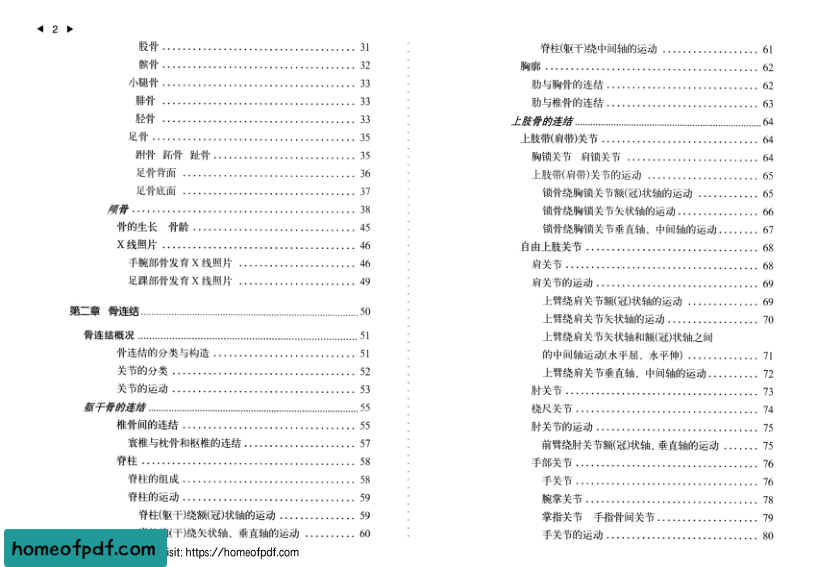 ◀ 2 ▶
股骨 ................................... 31
髌骨 ................................... 32
小腿骨 ................................... 33
腓骨 ................................... 33
胫骨 ................................... 33
足骨 ................................... 35
跗骨 跖骨 趾骨 ................................... 35
足骨背面 ................................... 36
足骨底面 ................................... 37
颅骨 ................................... 38
骨的生长 骨龄 ................................... 45
X 线照片 ................................... 46
手腕部骨发育 X 线照片 ................................... 46
足踝部骨发育 X 线照片 ................................... 49
第二章 骨连结 ................................... 50
骨连结概况 ................................... 51
骨连结的分类与构造 ................................... 51
关节的分类 ................................... 52
关节的运动 ................................... 53
躯干骨的连结 ................................... 55
椎骨间的连结 ................................... 55
寰椎与枕骨和枢椎的连结 ................................... 57
脊柱 ................................... 58
脊柱的组成 ................................... 58
脊柱的运动 ................................... 59
脊柱(躯干)绕额(冠)状轴的运动 ................................... 59
干)绕矢状轴、垂直轴的运动 .......... 60
脊柱(躯干)绕中间轴的运动 ................................... 61
胸廓 ................................... 62
肋与胸骨的连结 ................................... 62
肋与椎骨的连结 ................................... 63
上肢骨的连结 ................................... 64
上肢带(肩带)关节 ................................... 64
胸锁关节 肩锁关节 ................................... 64
上肢带(肩带)关节的运动 ................................... 65
锁骨绕胸锁关节额(冠)状轴的运动 ........... 65
锁骨绕胸锁关节矢状轴的运动 ............... 66
锁骨绕胸锁关节垂直轴、中间轴的运动 ....... 67
自由上肢关节 ................................... 68
肩关节 ................................... 68
肩关节的运动 ................................... 69
上臂绕肩关节额(冠)状轴的运动 ............. 69
上臂绕肩关节矢状轴的运动 ................. 70
上臂绕肩关节矢状轴和额(冠)状轴之间
的中间轴运动(水平屈、水平伸) ............. 71
上臂绕肩关节垂直轴、中间轴的运动 ......... 72
肘关节 ................................... 73
桡尺关节 ................................... 74
肘关节的运动 ................................... 75
前臂绕肘关节额(冠)状轴、垂直轴的运动 ...... 75
手部关节 ................................... 76
手关节 ................................... 76
腕掌关节 ................................... 78
掌指关节 手指骨间关节 ................... 79
手关节的运动 ................................... 80
homeofpdf.com
isit: https://homeofpdf.com